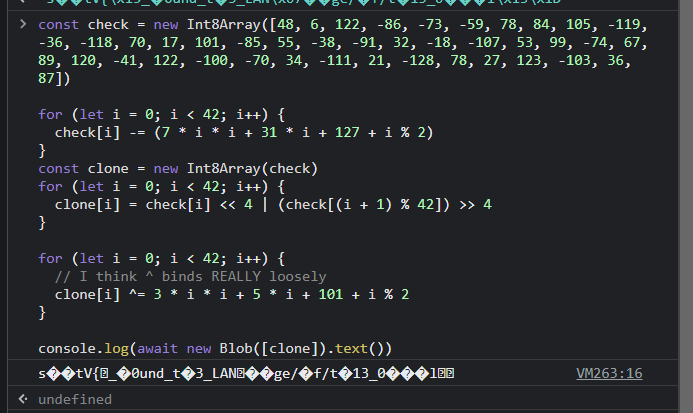 const check = new Int8Array([48, 6, 122, -86, -73, -59, 78, 84, 105, -119,
-36, -118, 70, 17, 101, -85, 55, -38, -91, 32, -18, -107, 53, 99, -74, 67,
89, 120, -41, 122, -100, -70, 34, -111, 21, -128, 78, 27, 123, -103, 36,
87])
for (let i = 0; i < 42; i++) {
check[i] -= (7 * i * i + 31 * i + 127 + i % 2)
}
const clone = new Int8Array(check)
for (let i = 0; i < 42; i++) {
clone[i] = check[i] << 4 | (check[(i + 1) % 42]) >> 4
}
for (let i = 0; i < 42; i++) {
// I think ^ binds REALLY loosely
clone[i] ^= 3 * i * i + 5 * i + 101 + i % 2
}
console.log(await new Blob([clone]).text())
s��tV{�_�0und_t�3_LAN���ge/�f/t�13_0���l�� VM263:16
undefined